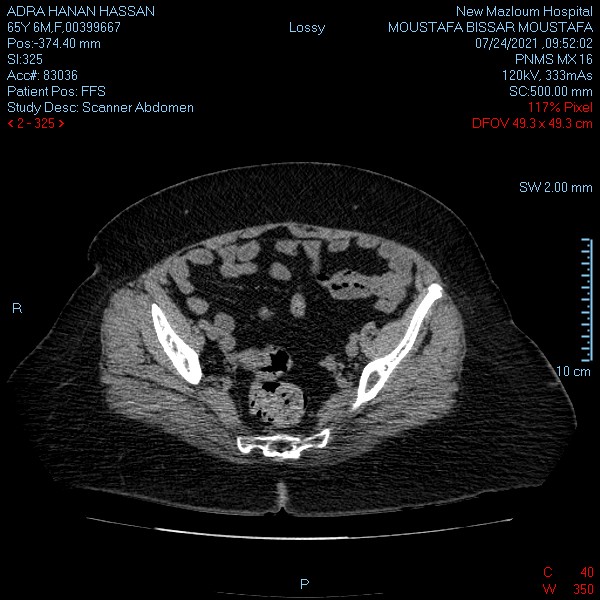 ADRA HANAN HASSAN
65Y 6M,F,00399667
Pos:-374.40 mm
SI:325
Acc#: 83036
Patient Pos: FFS
Study Desc: Scanner Abdomen
< 2 - 325 >
Lossy
New Mazloum Hospital
MOUSTAFA BISSAR MOUSTAFA
07/24/2021 ,09:52:02
PNMS MX 16
120kV, 333mAs
SC:500.00 mm
117% Pixel
DFOV 49.3 x 49.3 cm
SW 2.00 mm
R
10 cm
P
C 40
W 350